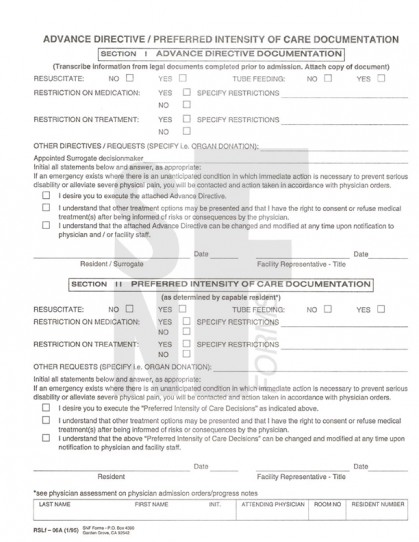 ADVANCE DIRECTIVE / PREFERRED INTENSITY OF CARE DOCUMENTATION
SECTION I ADVANCE DIRECTIVE DOCUMENTATION
(Transcribe information from legal documents completed prior to admission. Attach copy of document)
RESUSCITATE: NO YES TUBE FEEDING: NO YES
RESTRICTION ON MEDICATION: YES SPECIFY RESTRICTIONS
NO
RESTRICTION ON TREATMENT: YES SPECIFY RESTRICTIONS
NO
OTHER DIRECTIVES / REQUESTS (SPECIFY i.e. ORGAN DONATION):
Appointed Surrogate decisionmaker
Initial all statements below and answer, as appropriate:
If an emergency exists where there is an unanticipated condition in which immediate action is necessary to prevent serious
disability or alleviate severe physical pain, you will be contacted and action taken in accordance with physician orders.
I desire you to execute the attached Advance Directive.
I understand that other treatment options may be presented and that I have the right to consent or refuse medical
treatment(s) after being informed of risks or consequences by the physician.
I understand that the attached Advance Directive can be changed and modified at any time upon notification to
physician and / or facility staff.
Date Date
Resident / Surrogate Facility Representative - Title
SECTION II PREFERRED INTENSITY OF CARE DOCUMENTATION
(as determined by capable resident*)
RESUSCITATE: NO YES TUBE FEEDING: NO YES
RESTRICTION ON MEDICATION: YES SPECIFY RESTRICTIONS
NO
RESTRICTION ON TREATMENT: YES SPECIFY RESTRICTIONS
NO
OTHER REQUESTS (SPECIFY i.e. ORGAN DONATION):
Initial all statements below and answer, as appropriate:
If an emergency exists where there is an unanticipated condition in which immediate action is necessary to prevent serious
disability or alleviate severe physical pain, you will be contacted and action taken in accordance with physician orders.
I desire you to execute the "Preferred Intensity of Care Decisions" as indicated above.
I understand that other treatment options may be presented and that I have the right to consent or refuse medical
treatment(s) after being informed of risks or consequences by the physician.
I understand that the above "Preferred Intensity of Care Decisions" can be changed and modified at any time upon
notification to physician and facility staff.
Date Date
Resident Facility Representative - Title
*see physician assessment on physician admission orders/progress notes
LAST NAME FIRST NAME INIT. ATTENDING PHYSICIAN ROOM NO RESIDENT NUMBER
SNF Forms - P.O. Box 4090
RSLI - 06A (1/95) Garden Grove, CA 92642
SNF
FORMS